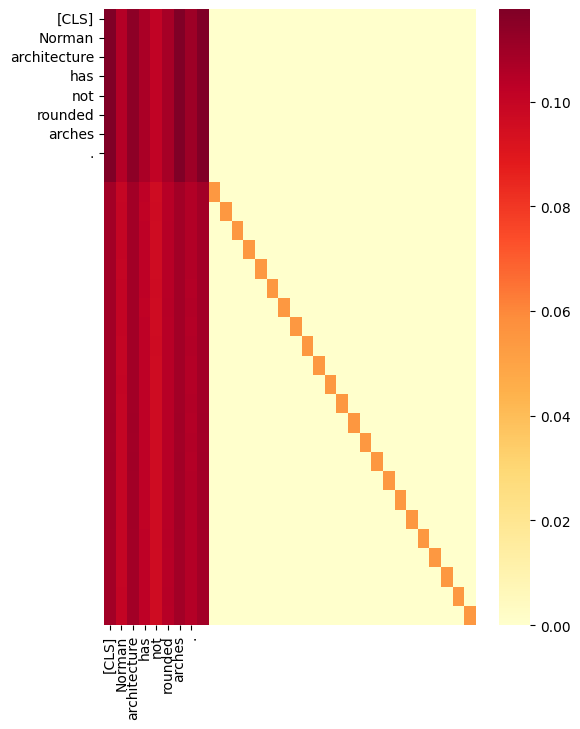 [CLS]
Norman
architecture
has
not
rounded
arches
.
0.10
0.08
0.06
0.04
0.02
0.00
[CLS]
Norman
architecture
has
not
rounded
arches
.